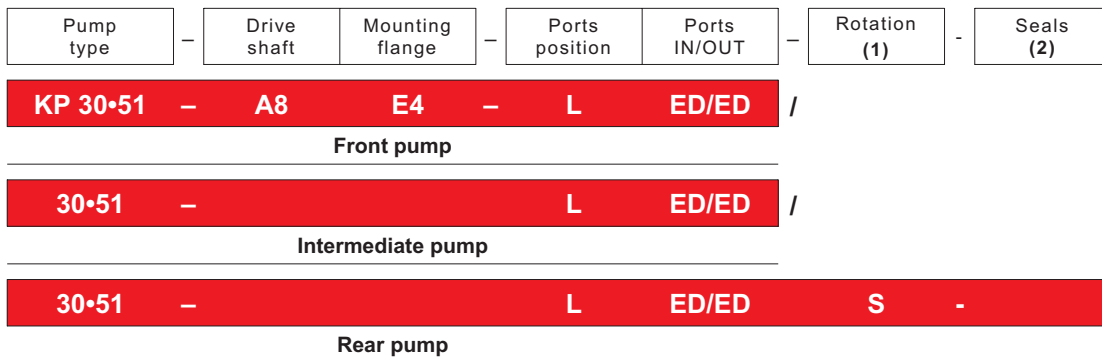 Pump type – Drive shaft Mounting flange – Ports position Ports IN/OUT – Rotation (1) - Seals (2)
KP 30•51 – A8 E4 – L ED/ED /
Front pump
30•51 – L ED/ED /
Intermediate pump
30•51 – L ED/ED S -
Rear pump